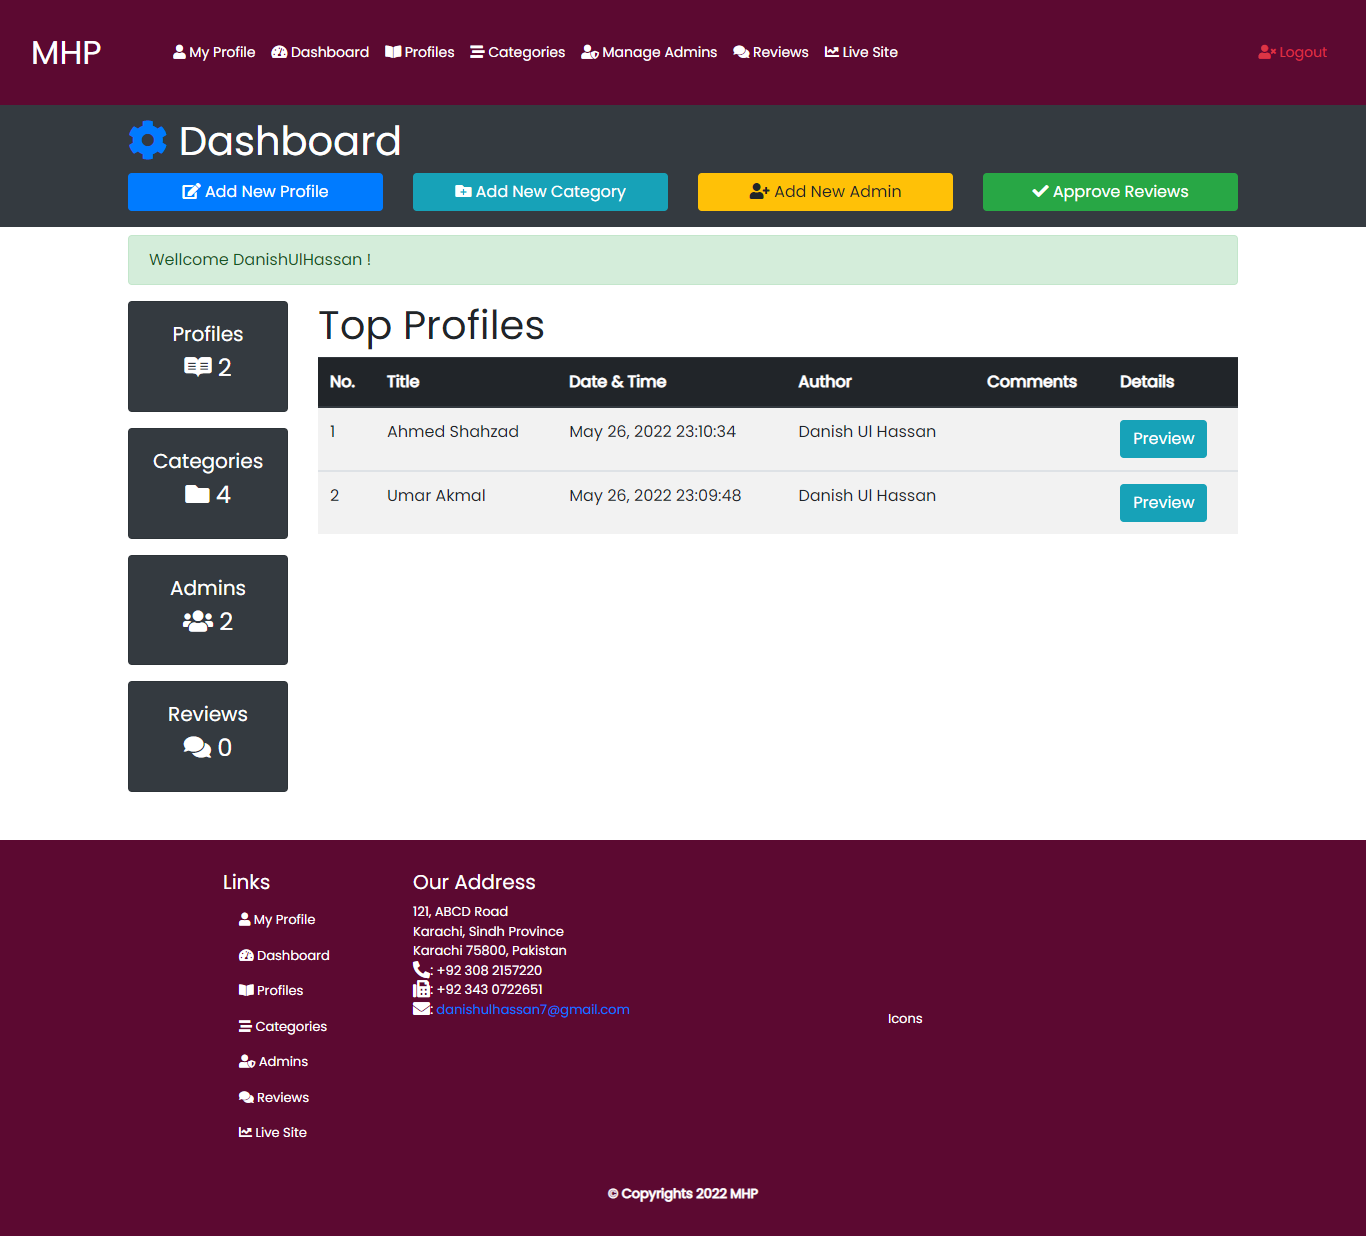 MHP
My Profile Dashboard Profiles Categories Manage Admins Reviews Live Site Logout
Dashboard
Add New Profile Add New Category Add New Admin Approve Reviews
Wellcome DanishUlHassan !
Profiles
2
Categories
4
Admins
2
Reviews
0
Top Profiles
No. Title Date & Time Author Comments Details
1 Ahmed Shahzad May 26, 2022 23:10:34 Danish Ul Hassan Preview
2 Umar Akmal May 26, 2022 23:09:48 Danish Ul Hassan Preview
Links
My Profile
Dashboard
Profiles
Categories
Admins
Reviews
Live Site
Our Address
121, ABCD Road
Karachi, Sindh Province
Karachi 75800, Pakistan
: +92 308 2157220
: +92 343 0722651
: danishulhassan7@gmail.com
Icons
© Copyrights 2022 MHP